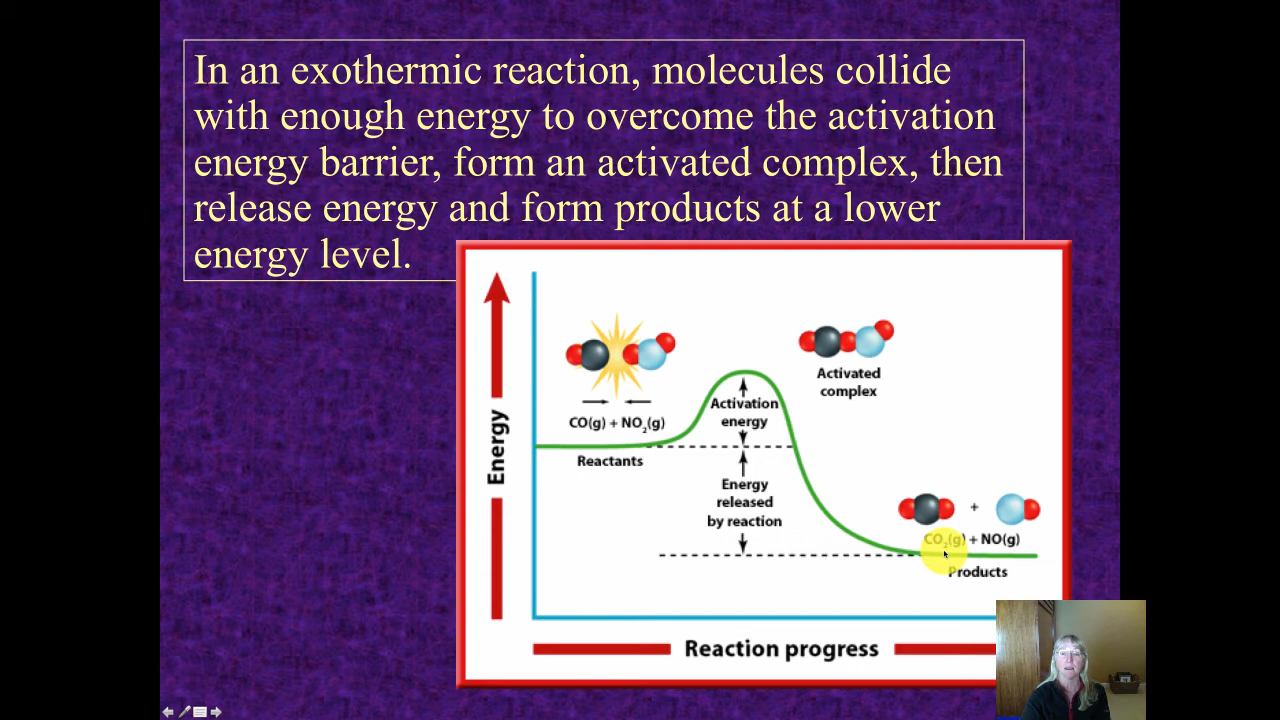 In an exothermic reaction, molecules collide
with enough energy to overcome the activation
energy barrier, form an activated complex, then
release energy and form products at a lower
energy level.
Energy
CO(g) + NO2(g)
Reactants
Activation
energy
Activated
complex
Energy
released
by reaction
+
CO2(g) + NO(g)
Products
Reaction progress